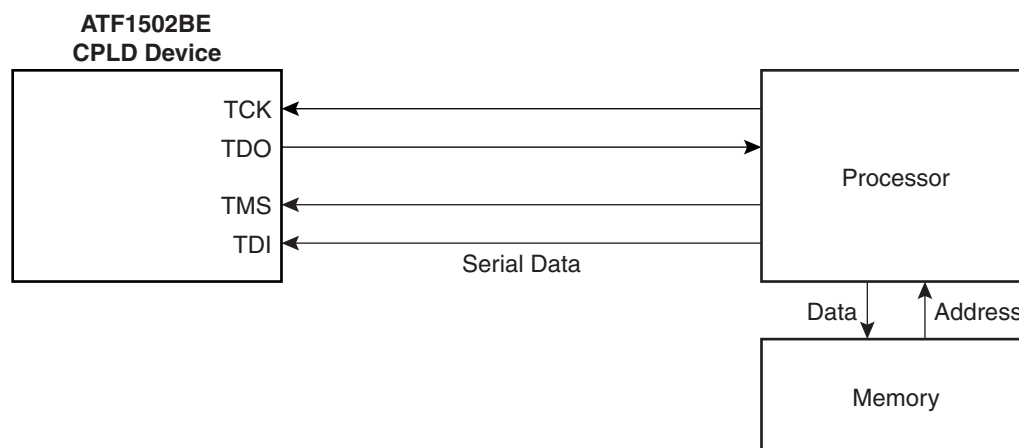 ATF1502BE
CPLD Device
TCK
TDO
TMS
TDI
Serial Data
Processor
Data
Address
Memory